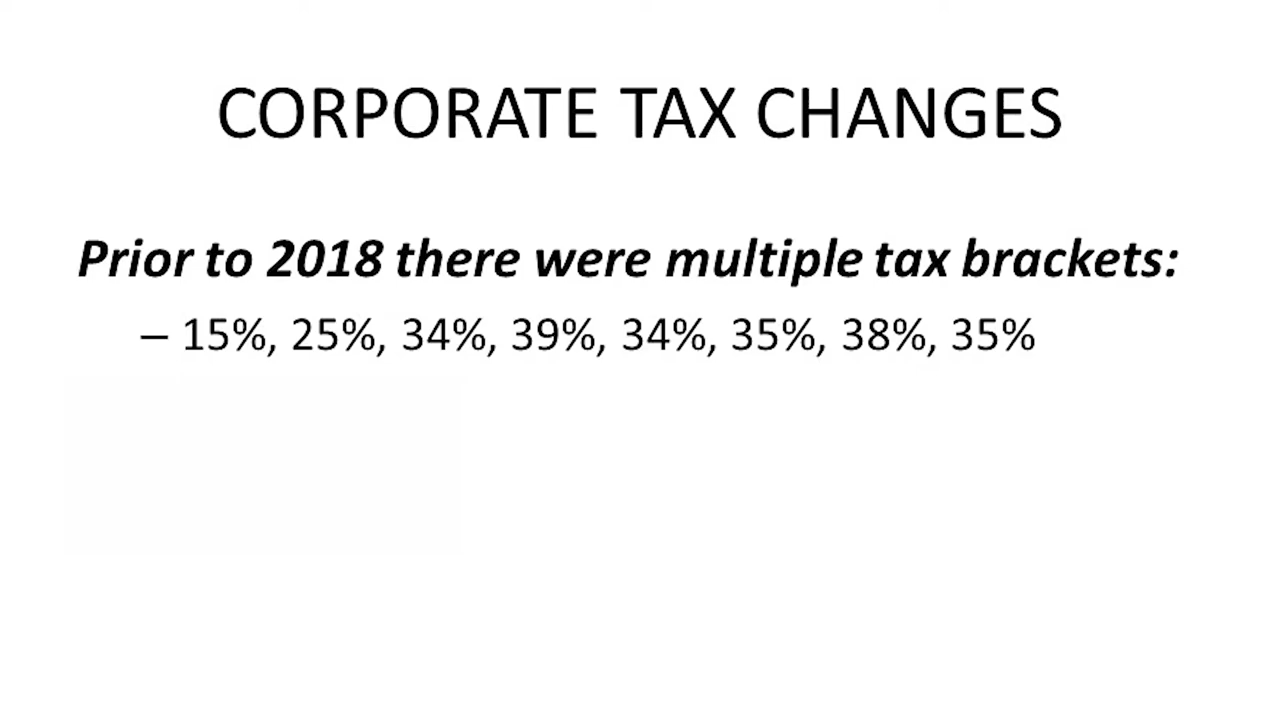 CORPORATE TAX CHANGES
Prior to 2018 there were multiple tax brackets:
– 15%, 25%, 34%, 39%, 34%, 35%, 38%, 35%